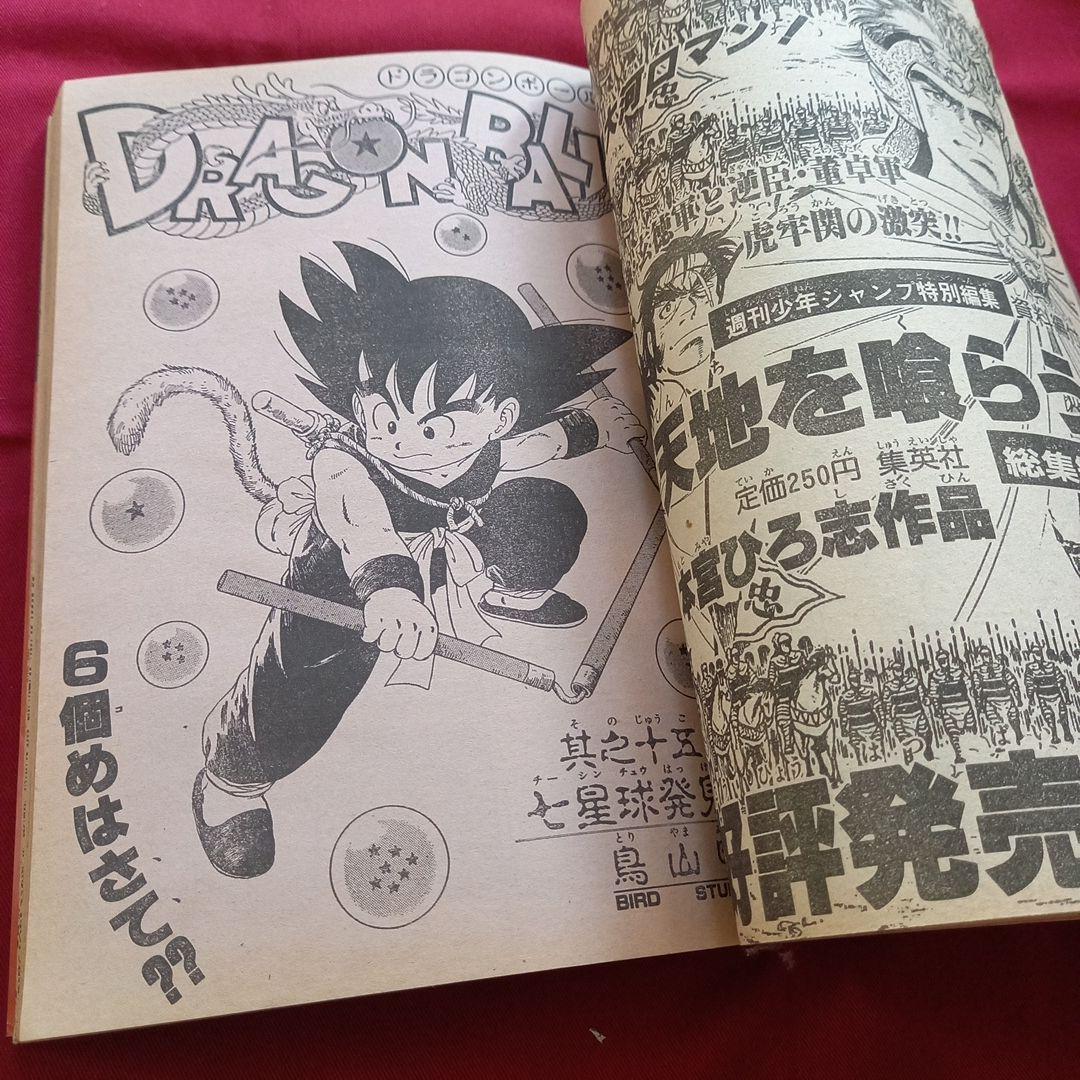 ドラゴンボール
DRAGON BALL
6個めはさて??
其之十五
七星球発見
鳥山
BIRD STU
ロマン!
忠
軍と逆臣・董卓軍
虎牢関の激突!!
週刊少年ジャンプ特別編集
天地を喰らう
定価250円 集英社
総集
宮ひろ志作品
忠
好評発売